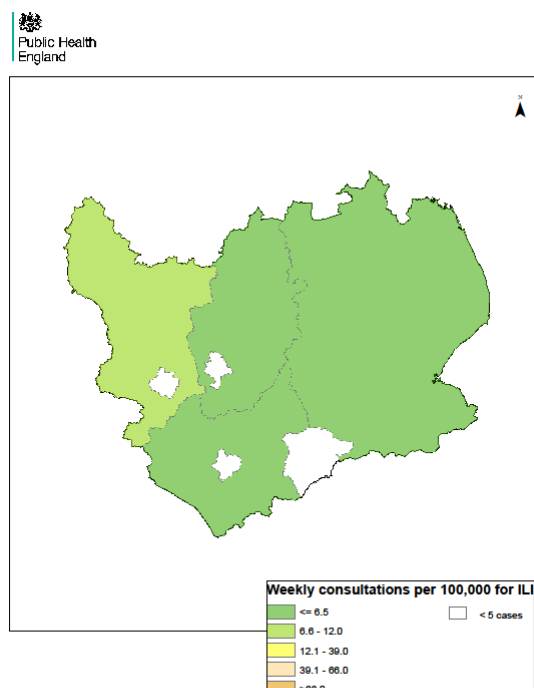 Public Health
England
N
Weekly consultations per 100,000 for ILI
<= 6.5
< 5 cases
6.6 - 12.0
12.1 - 39.0
39.1 - 66.0